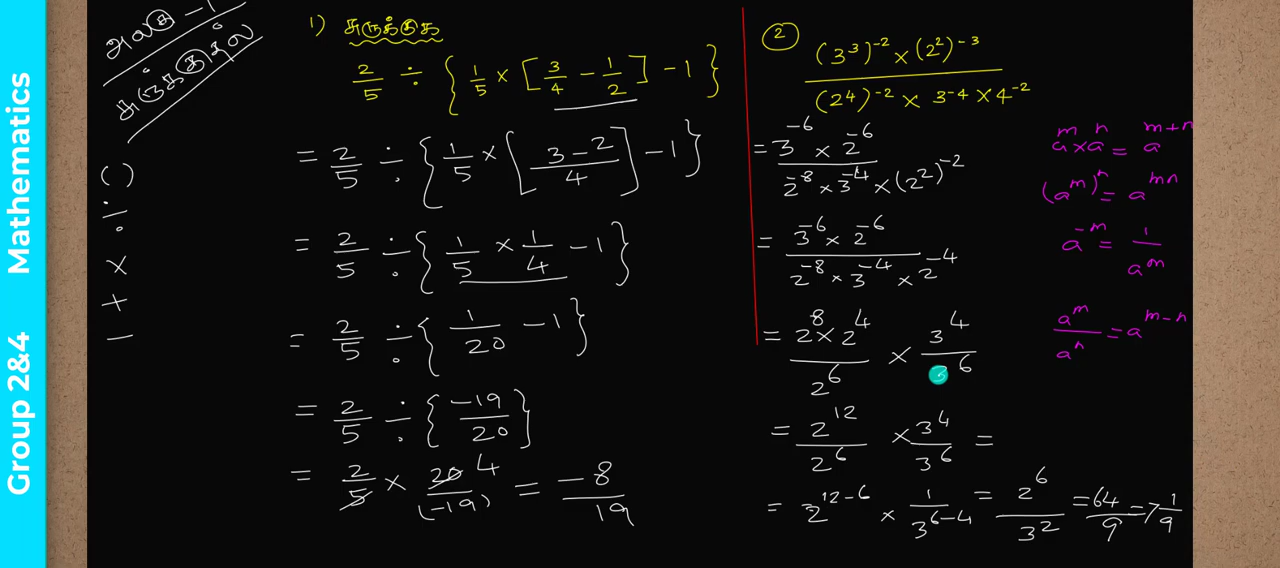 Group 2&4 Mathematics
அலகு - 1
சுருக்குதல்
( )
÷
×
+
−
1) சுருக்குக
2/5 ÷ { 1/5 × [ 3/4 − 1/2 ] − 1 }
= 2/5 ÷ { 1/5 × [ 3−2/4 ] − 1 }
= 2/5 ÷ { 1/5 × 1/4 − 1 }
= 2/5 ÷ { 1/20 − 1 }
= 2/5 ÷ { −19/20 }
= 2/5 × 20 4/(−19) = −8/19
2
(3³)⁻² × (2²)⁻³ / (2⁴)⁻² × 3⁻⁴ × 4⁻²
= 3⁻⁶ × 2⁻⁶ / 2⁻⁸ × 3⁻⁴ × (2²)⁻²
= 3⁻⁶ × 2⁻⁶ / 2⁻⁸ × 3⁻⁴ × 2⁻⁴
= 2⁸ × 2⁴ / 2⁶ × 3⁴ / 3⁶
= 2¹² / 2⁶ × 3⁴ / 3⁶ =
= 2¹²⁻⁶ × 1 / 3⁶⁻⁴ = 2⁶ / 3² = 64/9 = 7 1/9
aᵐ × aⁿ = aᵐ⁺ⁿ
(aᵐ)ⁿ = aᵐⁿ
a⁻ᵐ = 1/aᵐ
aᵐ/aⁿ = aᵐ⁻ⁿ